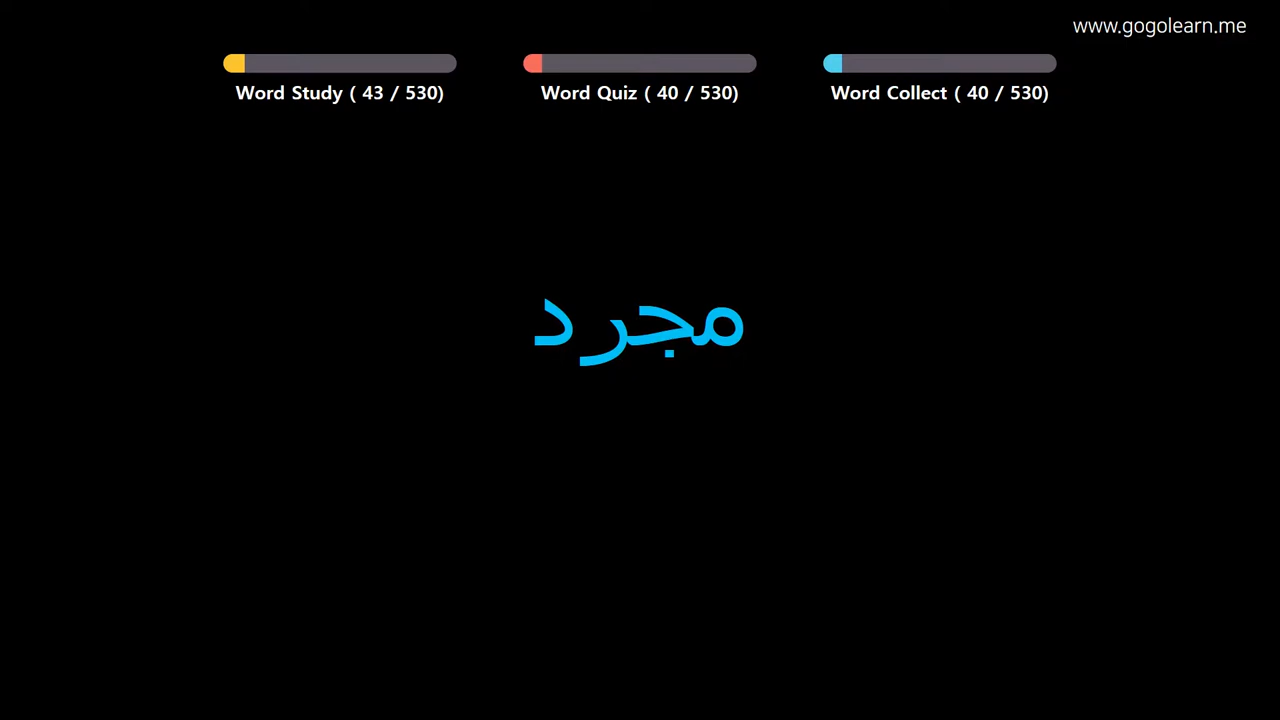 www.gogolearn.me
Word Study ( 43 / 530)
Word Quiz ( 40 / 530)
Word Collect ( 40 / 530)
مجرد